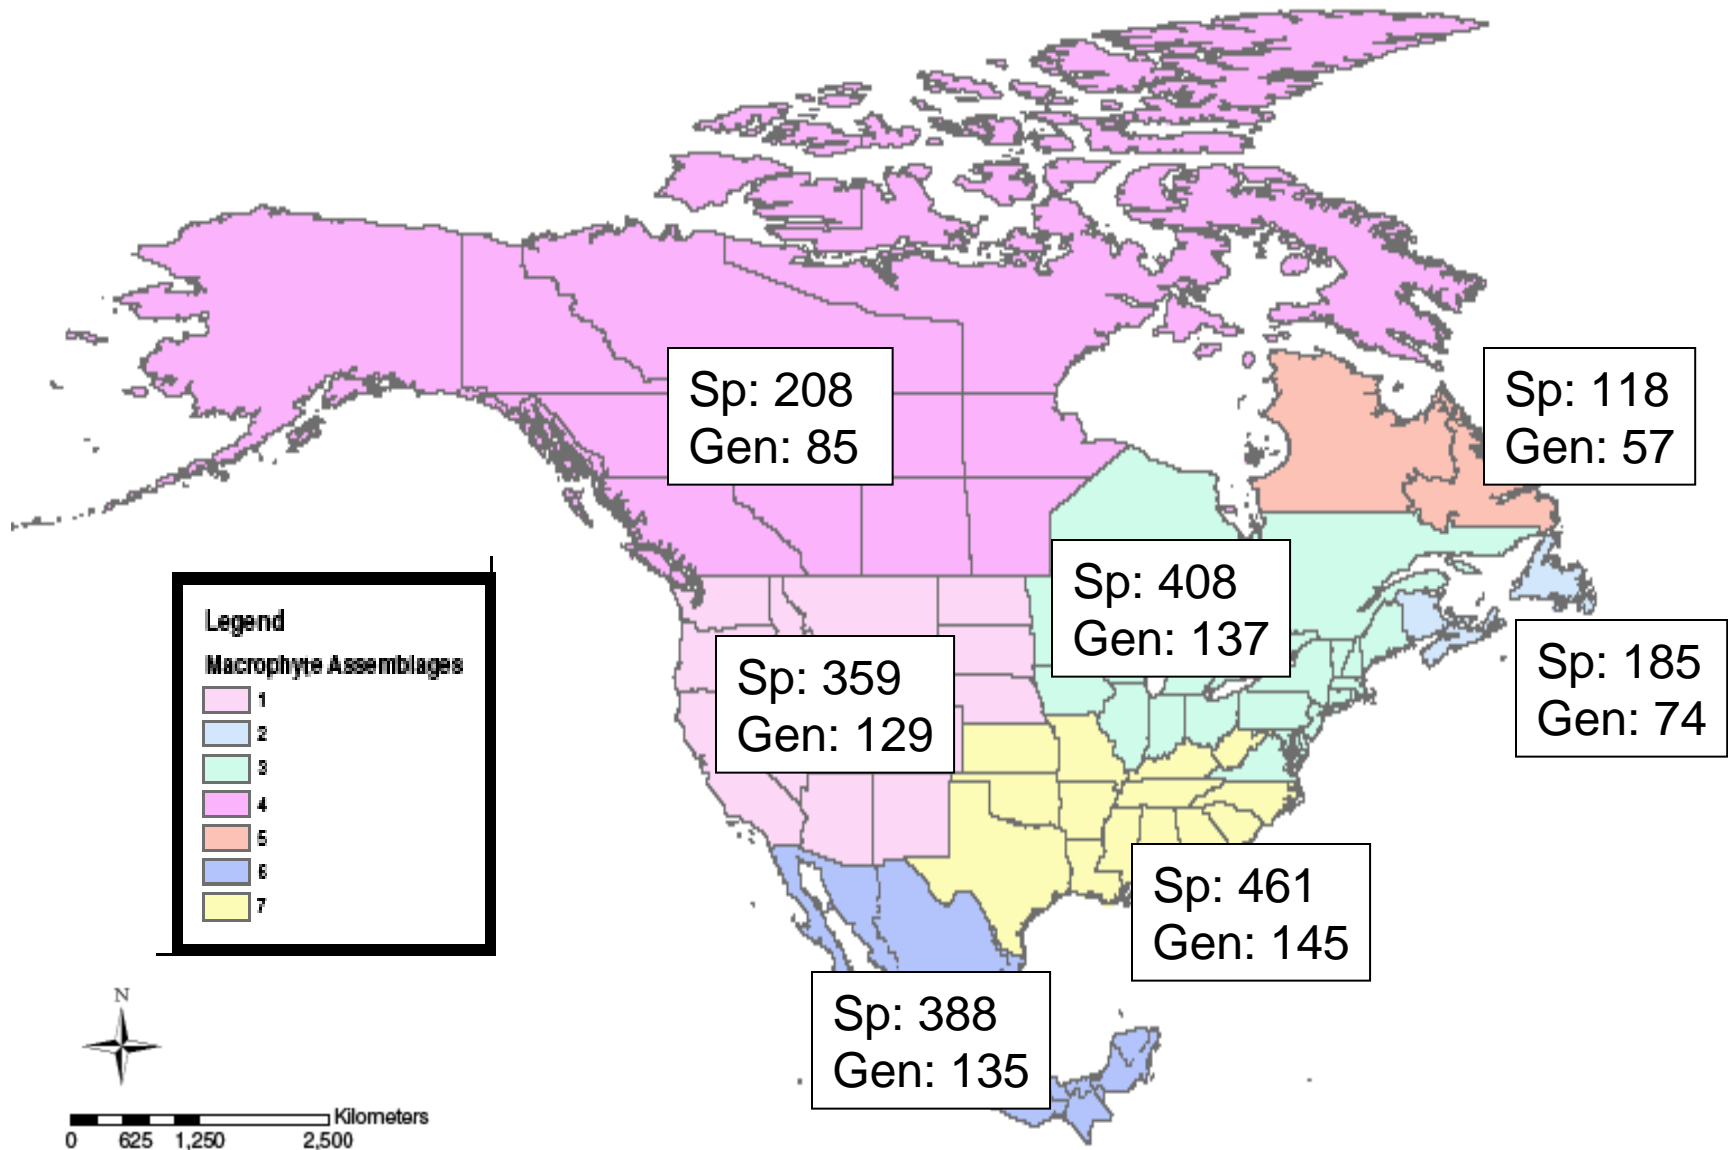 Sp: 208
Gen: 85
Sp: 118
Gen: 57
Sp: 408
Gen: 137
Sp: 185
Gen: 74
Sp: 359
Gen: 129
Legend
Macrophyte Assemblages
1
2
3
4
5
6
7
Sp: 461
Gen: 145
Sp: 388
Gen: 135
N
Kilometers
0 625 1,250 2,500